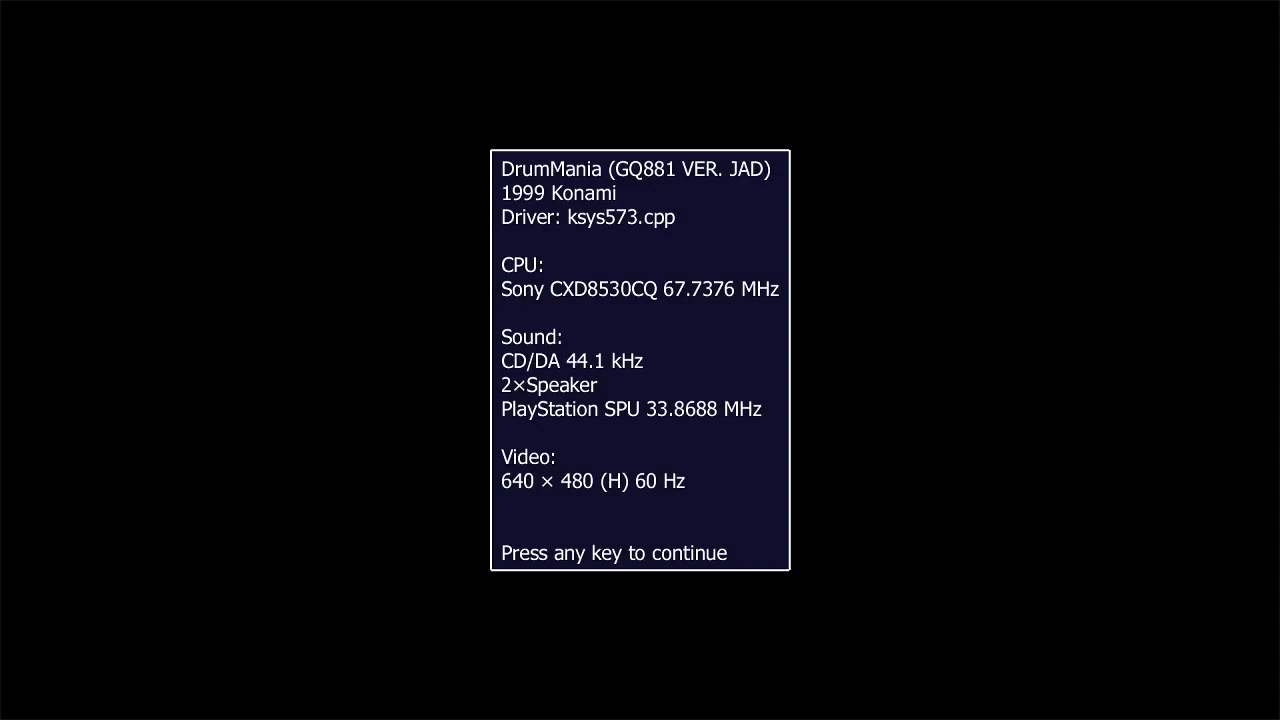 DrumMania (GQ881 VER. JAD)
1999 Konami
Driver: ksys573.cpp
CPU:
Sony CXD8530CQ 67.7376 MHz
Sound:
CD/DA 44.1 kHz
2×Speaker
PlayStation SPU 33.8688 MHz
Video:
640 × 480 (H) 60 Hz
Press any key to continue